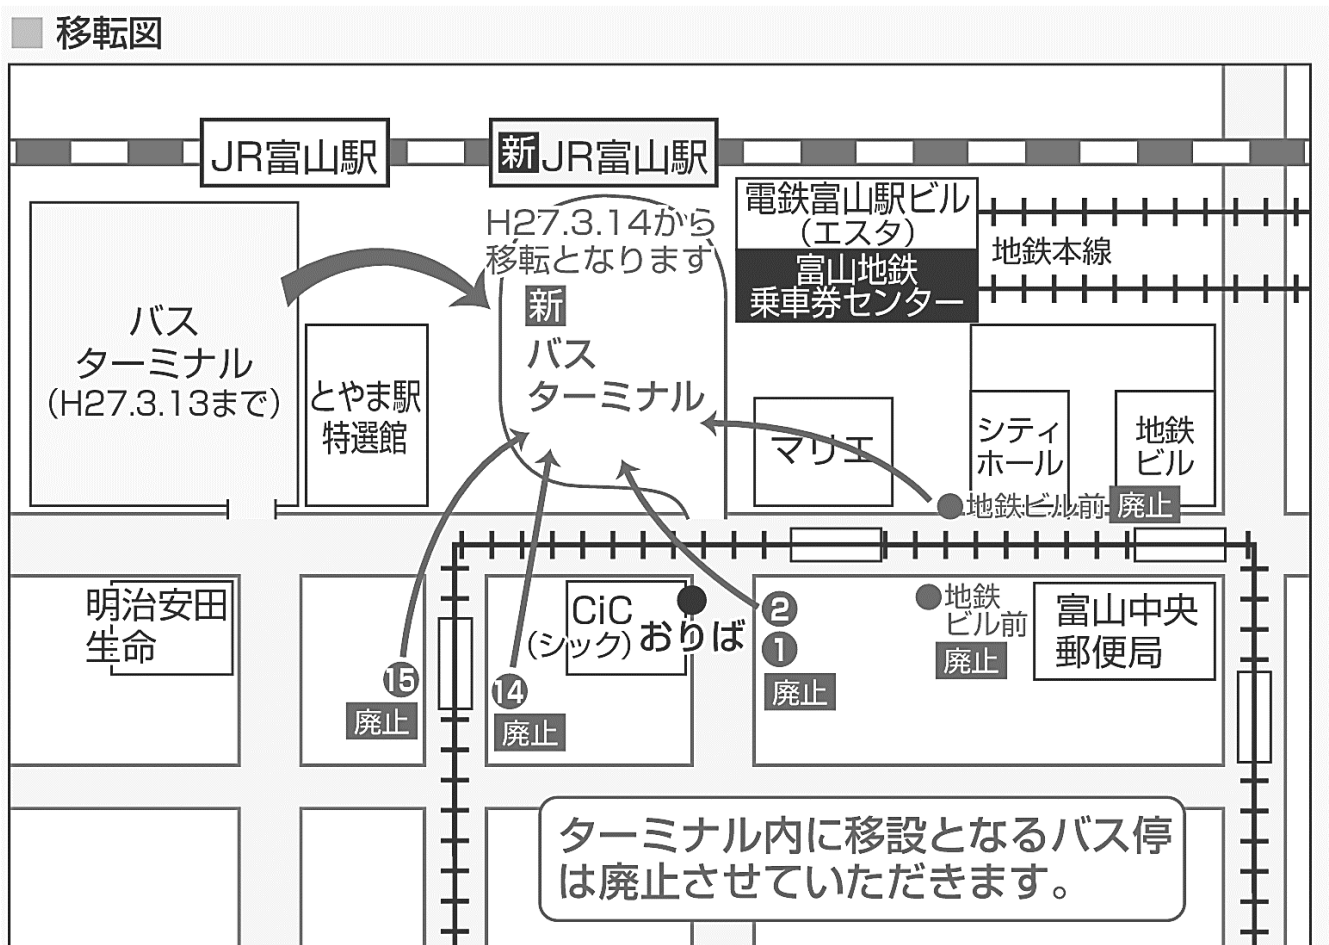 移転図
JR富山駅
新JR富山駅
H27.3.14から
移転となります
新
バス
ターミナル
電鉄富山駅ビル
（エスタ）
富山地鉄
乗車券センター
地鉄本線
バス
ターミナル
（H27.3.13まで）
とやま駅
特選館
マリエ
シティ
ホール
地鉄
ビル
地鉄ビル前 廃止
明治安田
生命
CiC
（シック）
おりば
2
1
廃止
地鉄
ビル前
廃止
富山中央
郵便局
15
廃止
14
廃止
ターミナル内に移設となるバス停
は廃止させていただきます。